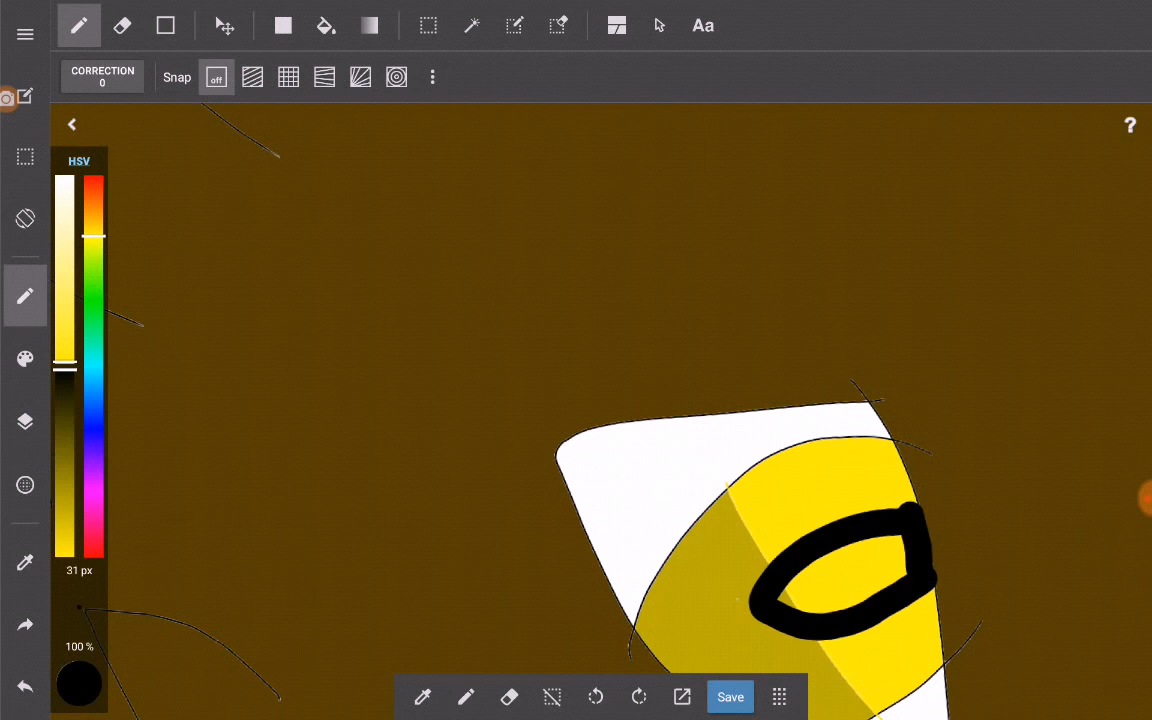 Aa
CORRECTION
0
Snap
off
?
HSV
31 px
100 %
Save